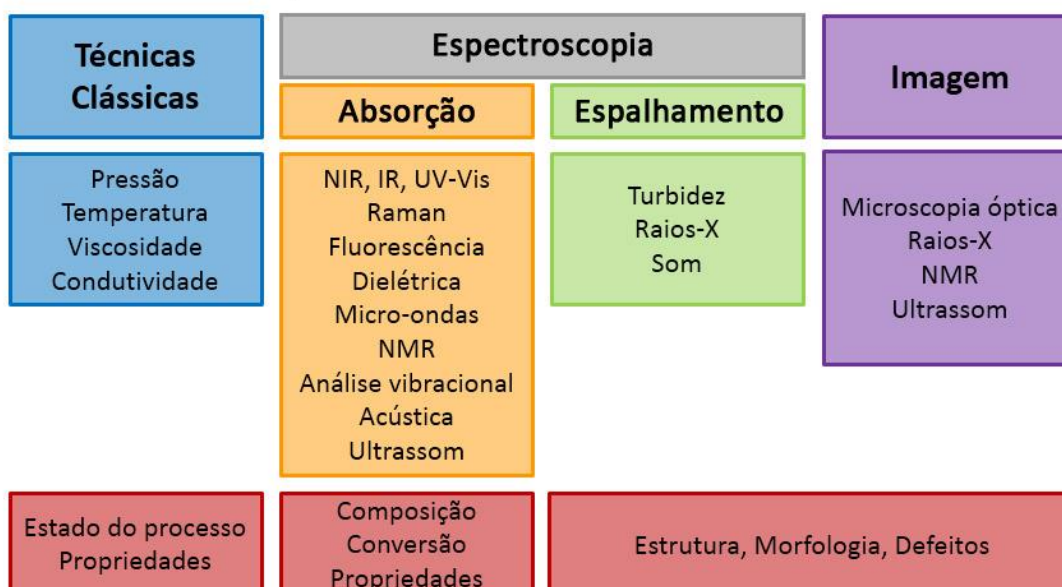 Técnicas
Clássicas
Pressão
Temperatura
Viscosidade
Condutividade
Estado do processo
Propriedades
Espectroscopia
Absorção
NIR, IR, UV-Vis
Raman
Fluorescência
Dielétrica
Micro-ondas
NMR
Análise vibracional
Acústica
Ultrassom
Composição
Conversão
Propriedades
Espalhamento
Turbidez
Raios-X
Som
Imagem
Microscopia óptica
Raios-X
NMR
Ultrassom
Estrutura, Morfologia, Defeitos